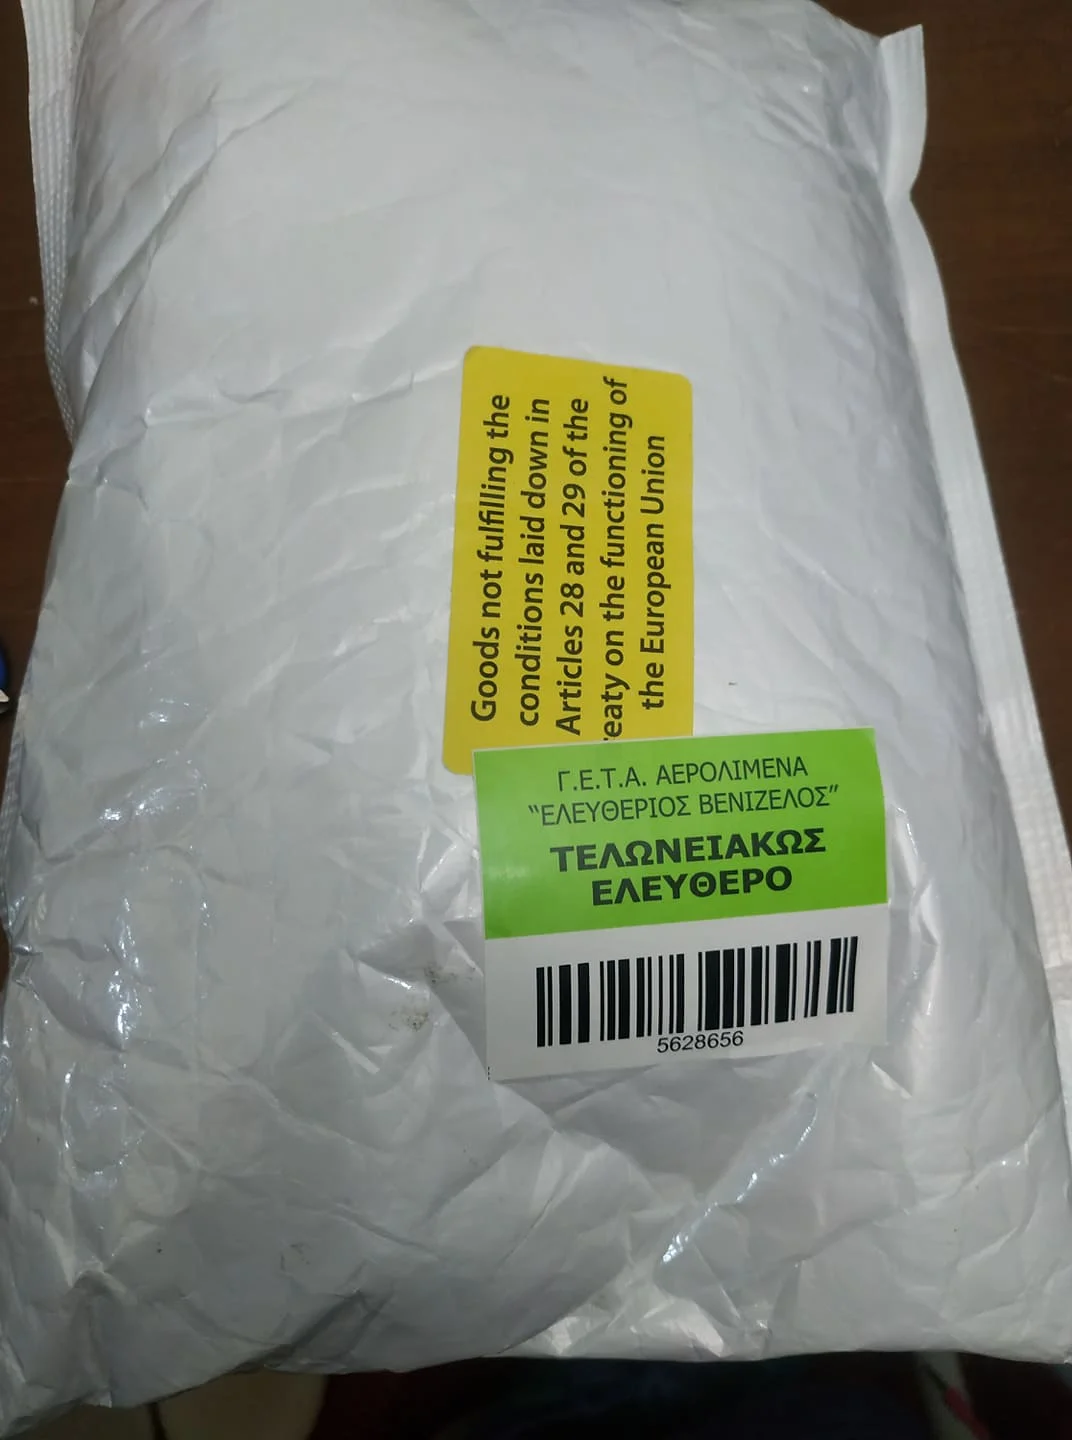 Goods not fulfilling the
conditions laid down in
Articles 28 and 29 of the
reaty on the functioning of
the European Union
Γ.Ε.Τ.Α. ΑΕΡΟΛΙΜΕΝΑ
“ΕΛΕΥΘΕΡΙΟΣ ΒΕΝΙΖΕΛΟΣ”
ΤΕΛΩΝΕΙΑΚΩΣ
ΕΛΕΥΘΕΡΟ
5628656